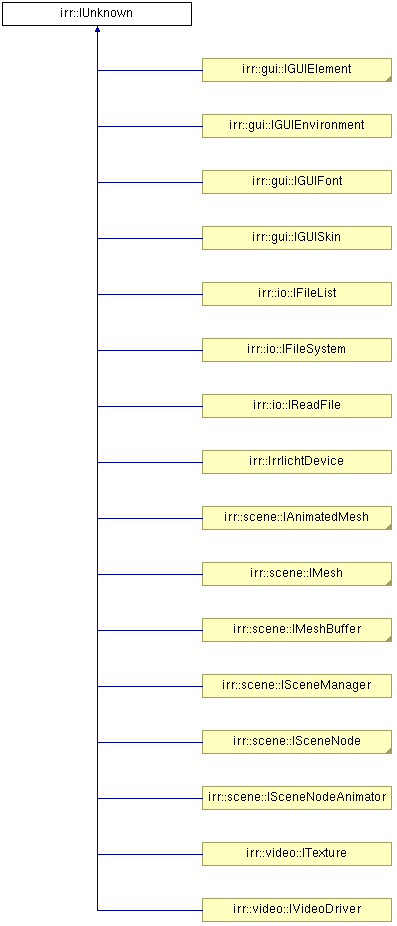 irr::IUnknown
irr::gui::IGUIElement
irr::gui::IGUIEnvironment
irr::gui::IGUIFont
irr::gui::IGUISkin
irr::io::IFileList
irr::io::IFileSystem
irr::io::IReadFile
irr::IrrlichtDevice
irr::scene::IAnimatedMesh
irr::scene::IMesh
irr::scene::IMeshBuffer
irr::scene::ISceneManager
irr::scene::ISceneNode
irr::scene::ISceneNodeAnimator
irr::video::ITexture
irr::video::IVideoDriver